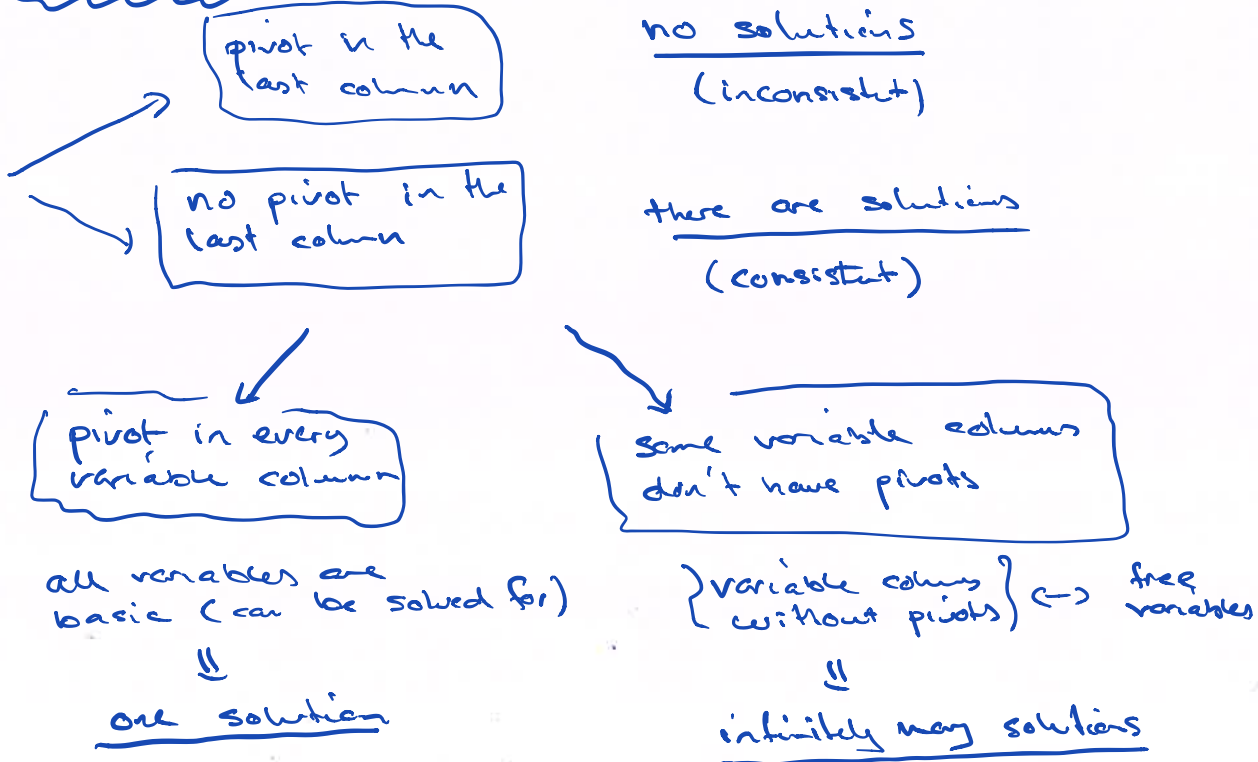 pivot in the
last column
no solutions
(inconsistent)
no pivot in the
last column
there are solutions
(consistent)
pivot in every
variable column
some variable columns
don't have pivots
all variables are
basic (can be solved for)
{variable columns
without pivots} <-> free
variables
⇓
one solution
⇓
infinitely many solutions